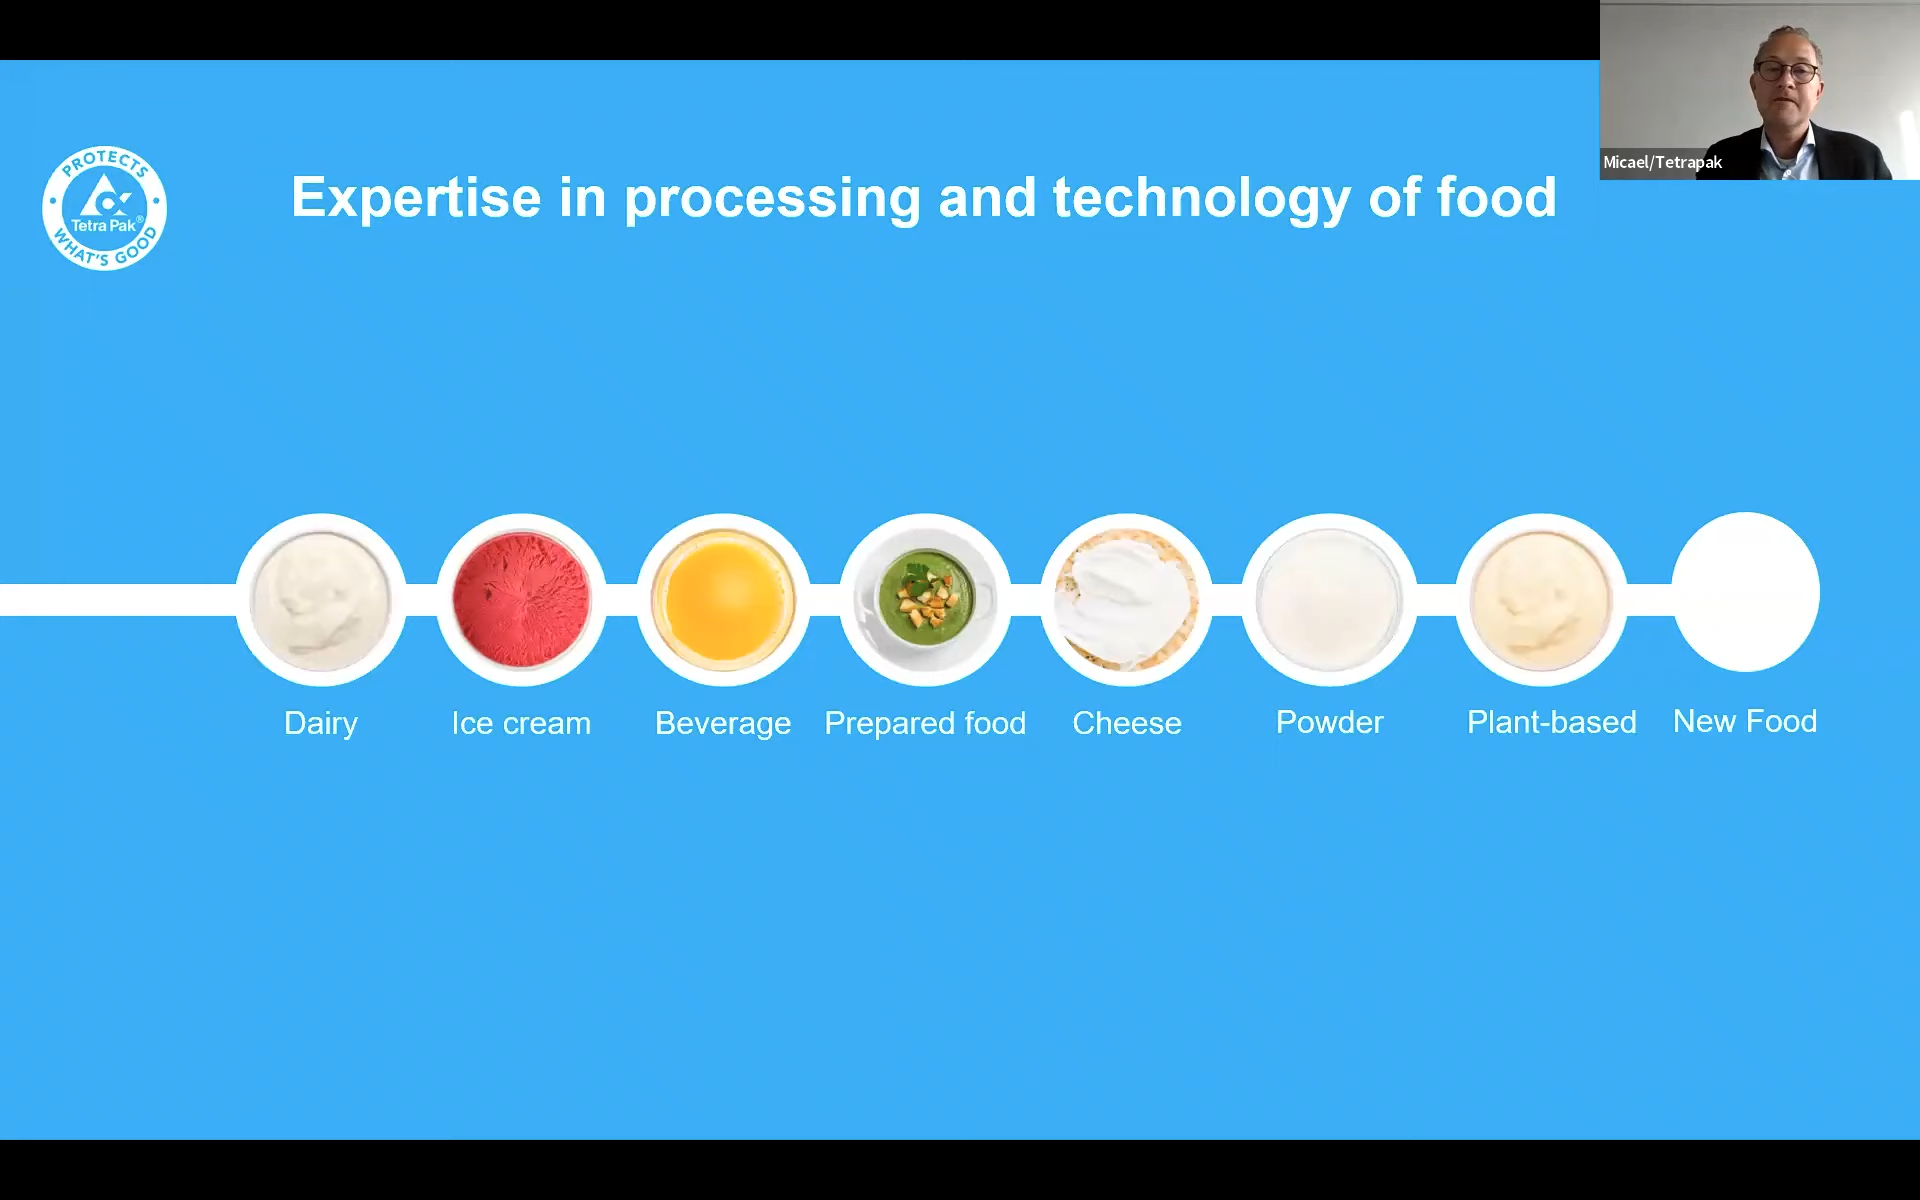 Micael/Tetrapak
PROTECTS
Tetra Pak®
WHAT'S GOOD
Expertise in processing and technology of food
Dairy
Ice cream
Beverage
Prepared food
Cheese
Powder
Plant-based
New Food